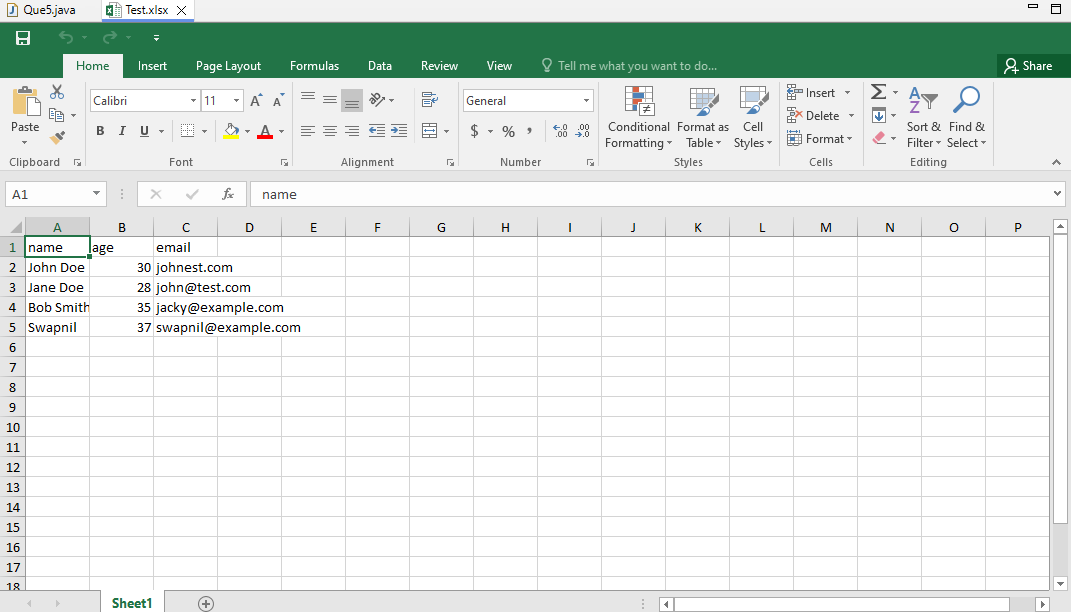 Que5.java Test.xlsx
Home Insert Page Layout Formulas Data Review View Tell me what you want to do... Share
Calibri 11 General Insert
Paste B I U $ % Conditional Formatting Format as Table Cell Styles Delete Σ Sort & Filter Find & Select
Format
Clipboard Font Alignment Number Styles Cells Editing
A1 fx name
A B C D E F G H I J K L M N O P
1 name age email
2 John Doe 30 johnest.com
3 Jane Doe 28 john@test.com
4 Bob Smith 35 jacky@example.com
5 Swapnil 37 swapnil@example.com
6
7
8
9
10
11
12
13
14
15
16
17
18
Sheet1